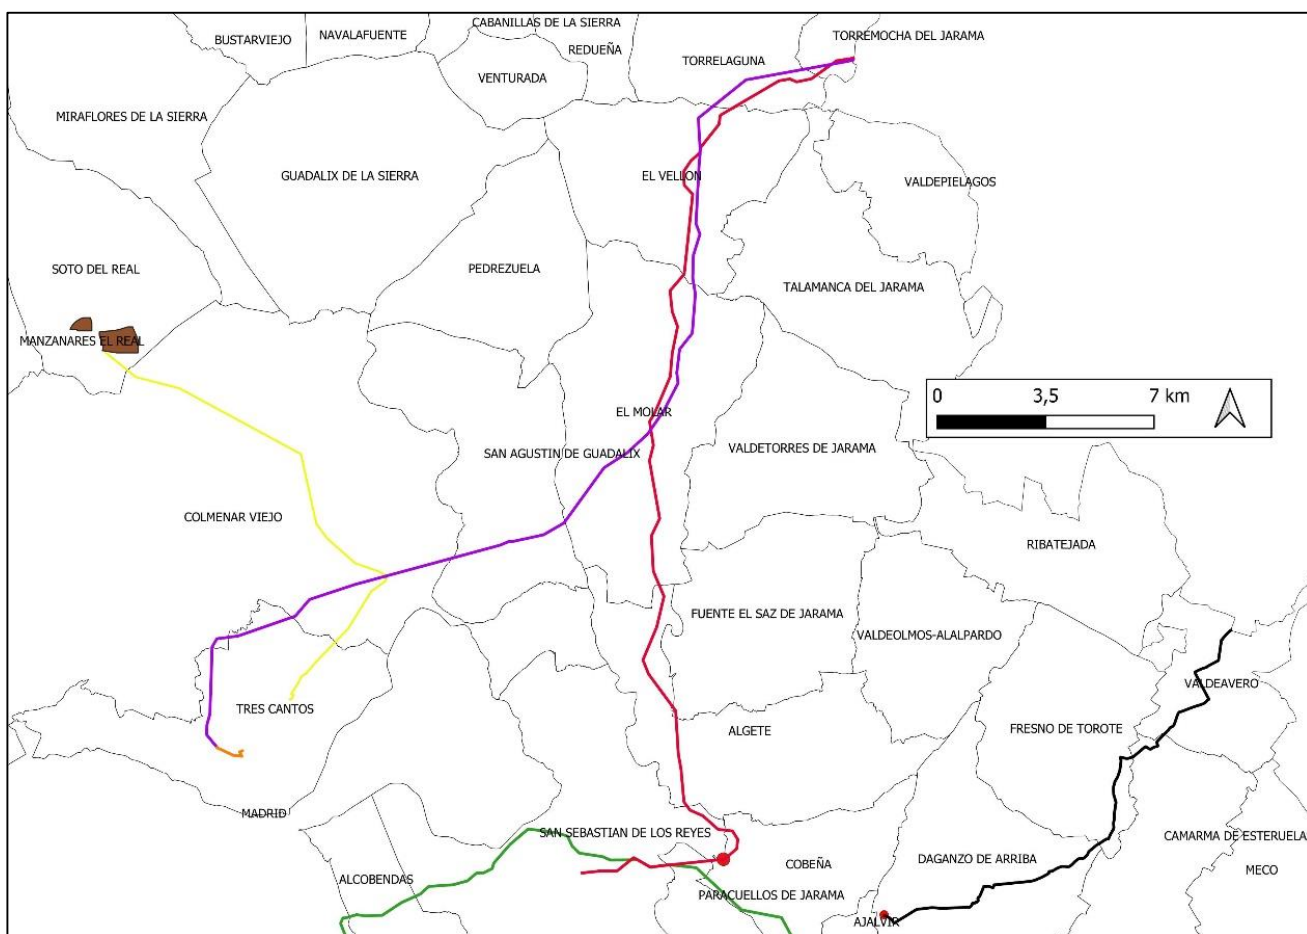 CABANILLAS DE LA SIERRA
NAVALAFUENTE
TORREMOCHA DEL JARAMA
BUSTARVIEJO
REDUEÑA
TORRELAGUNA
VENTURADA
MIRAFLORES DE LA SIERRA
GUADALIX DE LA SIERRA
EL VELLON
VALDEPIELAGOS
SOTO DEL REAL
PEDREZUELA
TALAMANCA DEL JARAMA
MANZANARES EL REAL
0 3,5 7 km
EL MOLAR
SAN AGUSTIN DE GUADALIX
VALDETORRES DE JARAMA
COLMENAR VIEJO
RIBATEJADA
FUENTE EL SAZ DE JARAMA
VALDEOLMOS-ALALPARDO
VALDEAVERO
TRES CANTOS
ALGETE
FRESNO DE TOROTE
MADRID
SAN SEBASTIAN DE LOS REYES
CAMARMA DE ESTERUELA
COBEÑA
DAGANZO DE ARRIBA
MECO
ALCOBENDAS
PARACUELLOS DE JARAMA
AJALVIR